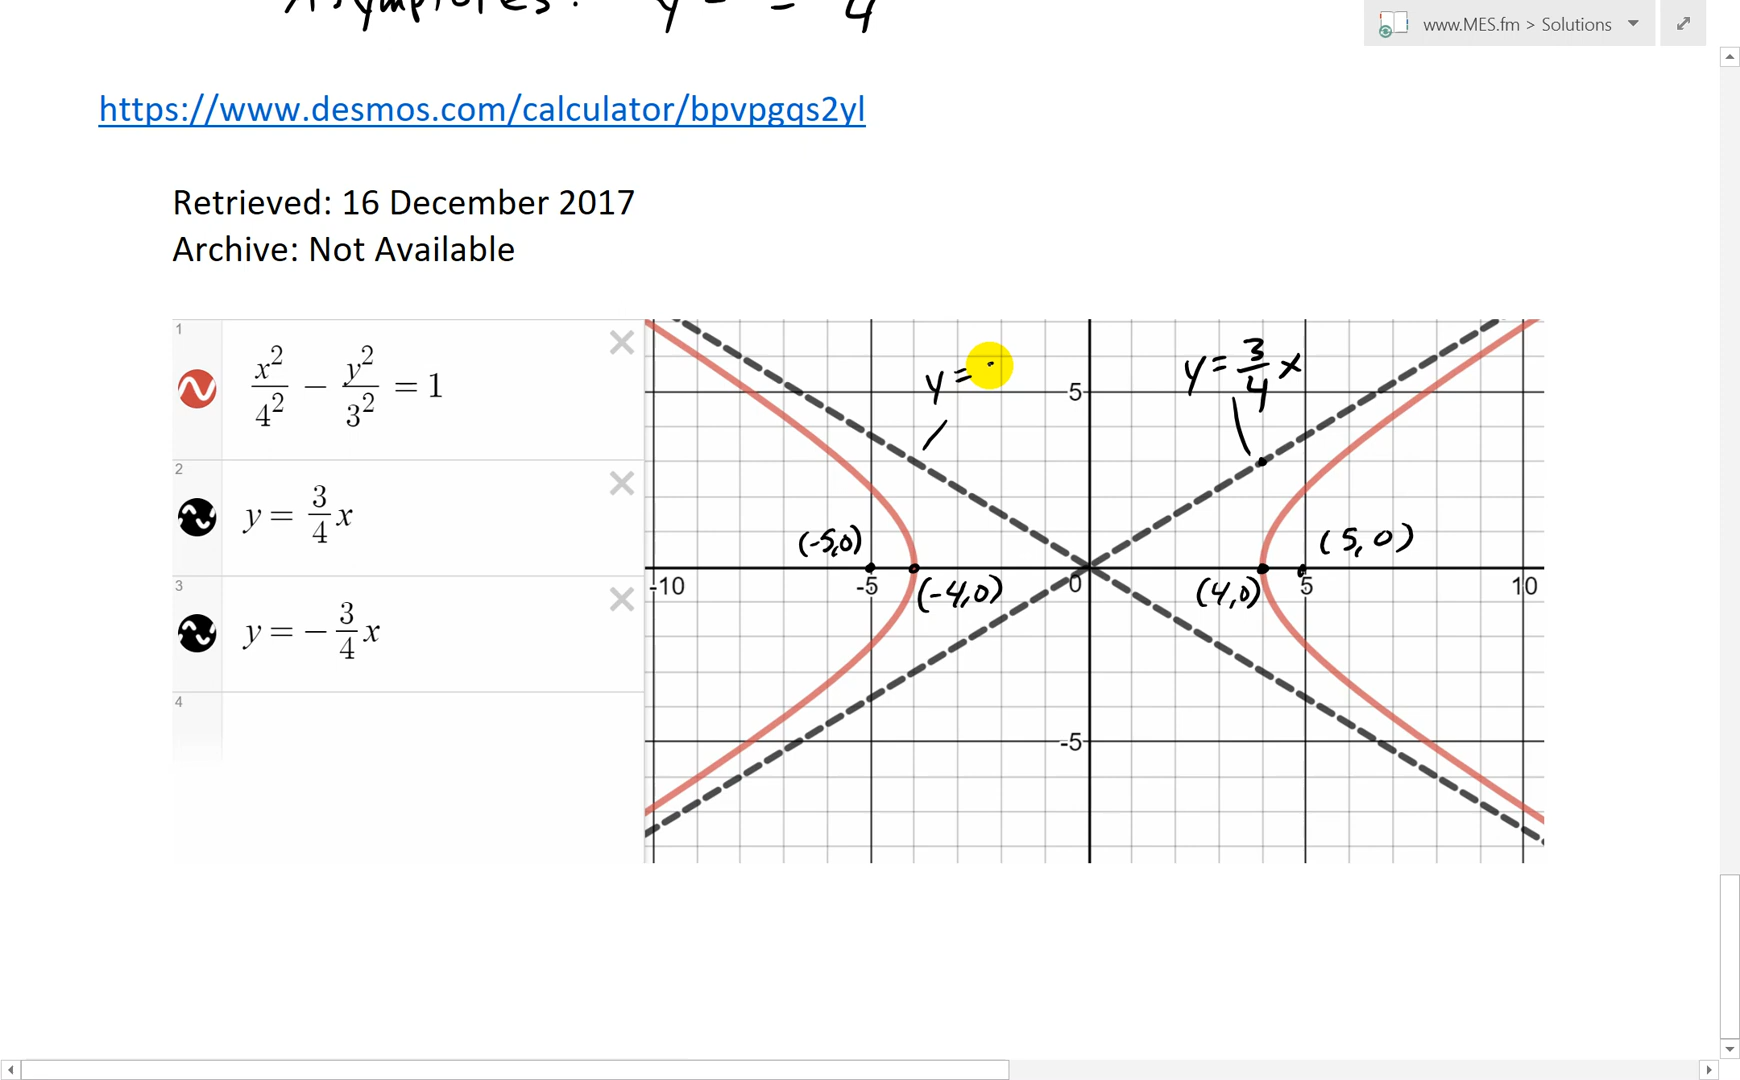 Asymptotes: y = ± 4
www.MES.fm > Solutions
https://www.desmos.com/calculator/bpvpgqs2yl
Retrieved: 16 December 2017
Archive: Not Available
1
x²/4² − y²/3² = 1
2
y = 3/4 x
3
y = − 3/4 x
4
y =
y = 3/4 x
5
(-5,0)
(5, 0)
-10
-5
0
5
10
(-4,0)
(4,0)
-5